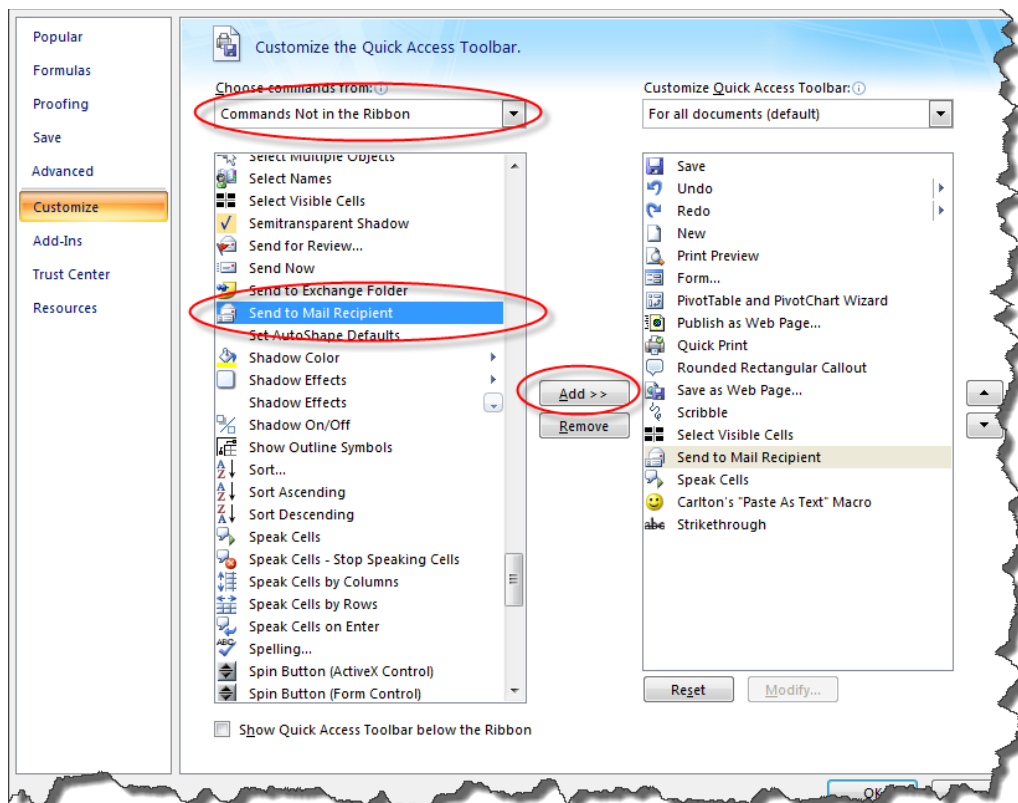 Popular
Formulas
Proofing
Save
Advanced
Customize
Add-Ins
Trust Center
Resources
Customize the Quick Access Toolbar.
Choose commands from:
Commands Not in the Ribbon
Select Multiple Objects
Select Names
Select Visible Cells
Semitransparent Shadow
Send for Review...
Send Now
Send to Exchange Folder
Send to Mail Recipient
Set AutoShape Defaults
Shadow Color
Shadow Effects
Shadow Effects
Shadow On/Off
Show Outline Symbols
Sort...
Sort Ascending
Sort Descending
Speak Cells
Speak Cells - Stop Speaking Cells
Speak Cells by Columns
Speak Cells by Rows
Speak Cells on Enter
Spelling...
Spin Button (ActiveX Control)
Spin Button (Form Control)
Show Quick Access Toolbar below the Ribbon
Add >>
Remove
Customize Quick Access Toolbar:
For all documents (default)
Save
Undo
Redo
New
Print Preview
Form...
PivotTable and PivotChart Wizard
Publish as Web Page...
Quick Print
Rounded Rectangular Callout
Save as Web Page...
Scribble
Select Visible Cells
Send to Mail Recipient
Speak Cells
Carlton's "Paste As Text" Macro
abc Strikethrough
Reset
Modify...
OK